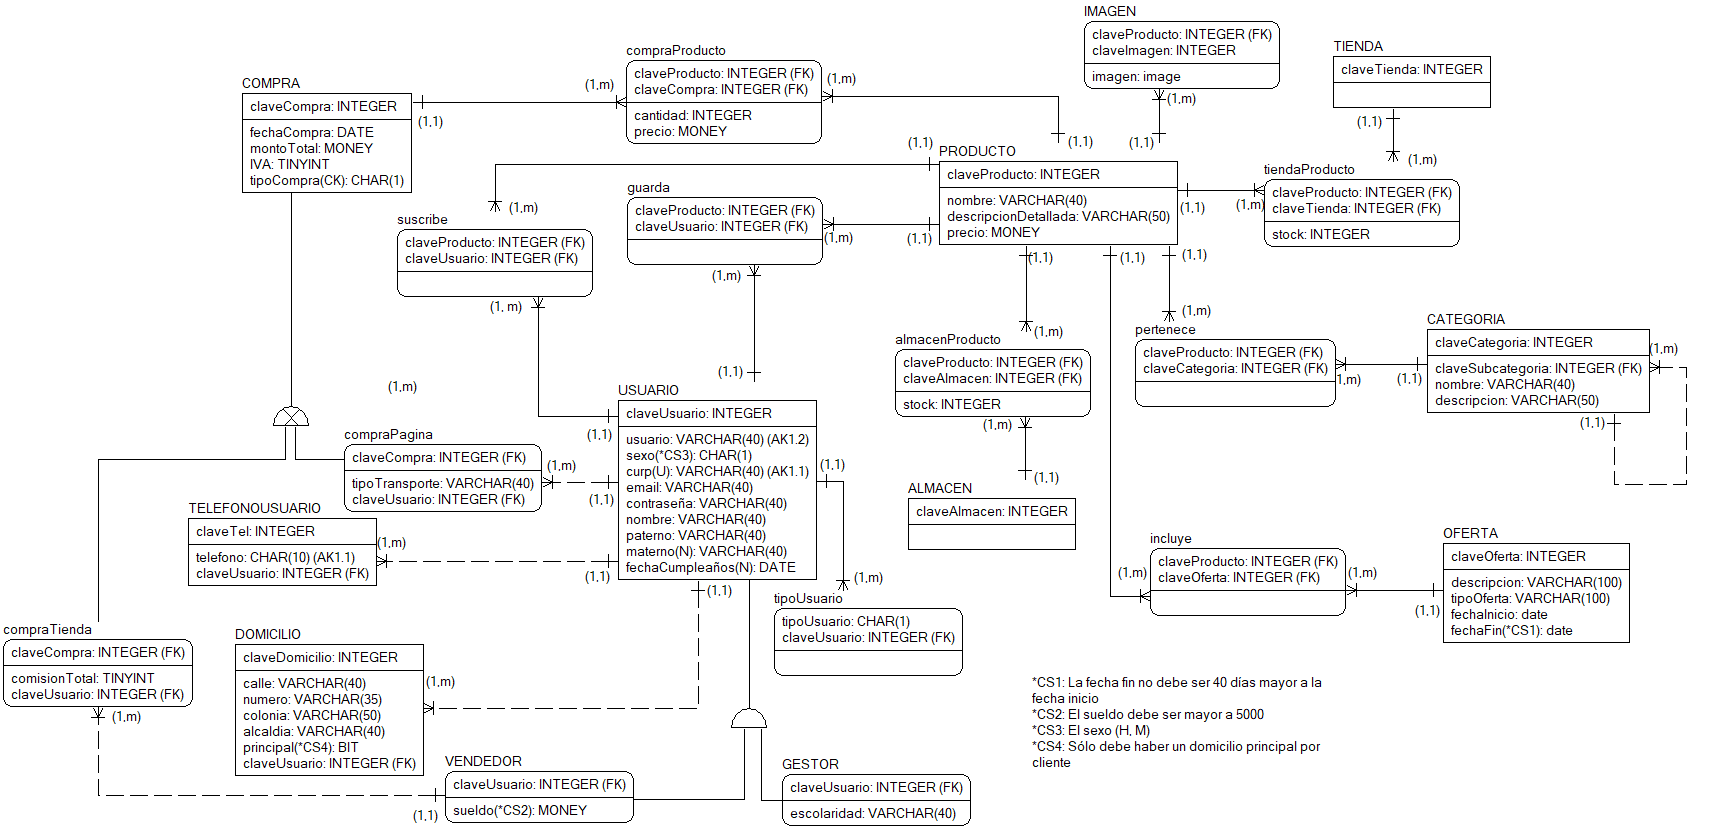 IMAGEN
claveProducto: INTEGER (FK)
claveImagen: INTEGER
imagen: image
(1,m)
(1,1)
TIENDA
claveTienda: INTEGER
(1,1)
(1,m)
compraProducto
claveProducto: INTEGER (FK)
claveCompra: INTEGER (FK)
cantidad: INTEGER
precio: MONEY
(1,m)
(1,m)
(1,1)
COMPRA
claveCompra: INTEGER
fechaCompra: DATE
montoTotal: MONEY
IVA: TINYINT
tipoCompra(CK): CHAR(1)
(1,1)
PRODUCTO
claveProducto: INTEGER
nombre: VARCHAR(40)
descripcionDetallada: VARCHAR(50)
precio: MONEY
(1,1)
(1,1)
(1,1)
(1,1)
(1,1)
(1,1)
tiendaProducto
claveProducto: INTEGER (FK)
claveTienda: INTEGER (FK)
stock: INTEGER
(1,m)
guarda
claveProducto: INTEGER (FK)
claveUsuario: INTEGER (FK)
(1,m)
(1,m)
(1,1)
suscribe
claveProducto: INTEGER (FK)
claveUsuario: INTEGER (FK)
(1,m)
(1, m)
(1,1)
almacenProducto
claveProducto: INTEGER (FK)
claveAlmacen: INTEGER (FK)
stock: INTEGER
(1,m)
(1,m)
(1,1)
pertenece
claveProducto: INTEGER (FK)
claveCategoria: INTEGER (FK)
(1,m)
1,m)
(1,1)
CATEGORIA
claveCategoria: INTEGER
claveSubcategoria: INTEGER (FK)
nombre: VARCHAR(40)
descripcion: VARCHAR(50)
(1,m)
(1,1)
(1,m)
USUARIO
claveUsuario: INTEGER
usuario: VARCHAR(40) (AK1.2)
sexo(*CS3): CHAR(1)
curp(U): VARCHAR(40) (AK1.1)
email: VARCHAR(40)
contraseña: VARCHAR(40)
nombre: VARCHAR(40)
paterno: VARCHAR(40)
materno(N): VARCHAR(40)
fechaCumpleaños(N): DATE
(1,1)
(1,1)
(1,1)
(1,1)
compraPagina
claveCompra: INTEGER (FK)
tipoTransporte: VARCHAR(40)
claveUsuario: INTEGER (FK)
(1,m)
TELEFONOUSUARIO
claveTel: INTEGER
telefono: CHAR(10) (AK1.1)
claveUsuario: INTEGER (FK)
(1,m)
ALMACEN
claveAlmacen: INTEGER
incluye
claveProducto: INTEGER (FK)
claveOferta: INTEGER (FK)
(1,m)
(1,m)
(1,1)
OFERTA
claveOferta: INTEGER
descripcion: VARCHAR(100)
tipoOferta: VARCHAR(100)
fechaInicio: date
fechaFin(*CS1): date
tipoUsuario
tipoUsuario: CHAR(1)
claveUsuario: INTEGER (FK)
(1,m)
compraTienda
claveCompra: INTEGER (FK)
comisionTotal: TINYINT
claveUsuario: INTEGER (FK)
(1,m)
DOMICILIO
claveDomicilio: INTEGER
calle: VARCHAR(40)
numero: VARCHAR(35)
colonia: VARCHAR(50)
alcaldia: VARCHAR(40)
principal(*CS4): BIT
claveUsuario: INTEGER (FK)
(1,m)
*CS1: La fecha fin no debe ser 40 días mayor a la
fecha inicio
*CS2: El sueldo debe ser mayor a 5000
*CS3: El sexo (H, M)
*CS4: Sólo debe haber un domicilio principal por
cliente
VENDEDOR
claveUsuario: INTEGER (FK)
sueldo(*CS2): MONEY
(1,1)
GESTOR
claveUsuario: INTEGER (FK)
escolaridad: VARCHAR(40)